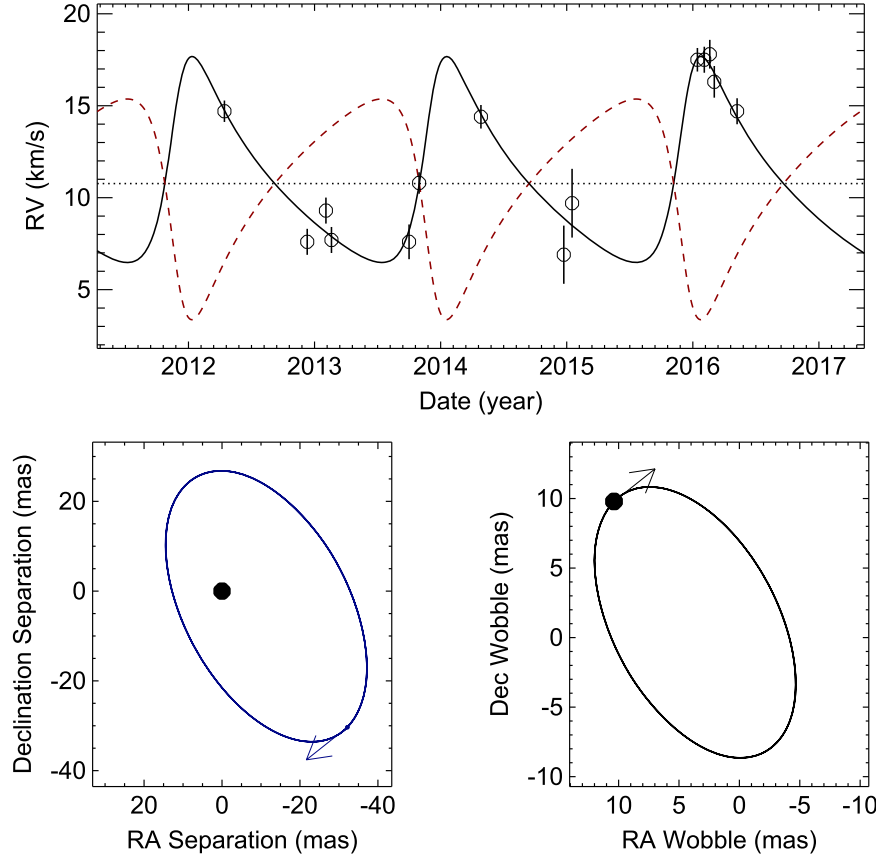 20
15
10
5
RV (km/s)
2012 2013 2014 2015 2016 2017
Date (year)
20
0
-20
-40
Declination Separation (mas)
20 0 -20 -40
RA Separation (mas)
10
5
0
-5
-10
Dec Wobble (mas)
10 5 0 -5 -10
RA Wobble (mas)